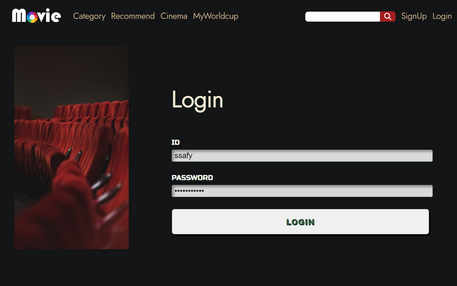 Movie Category Recommend Cinema MyWorldcup SignUp Login
Login
ID
ssafy
PASSWORD
•••••••••••
LOGIN